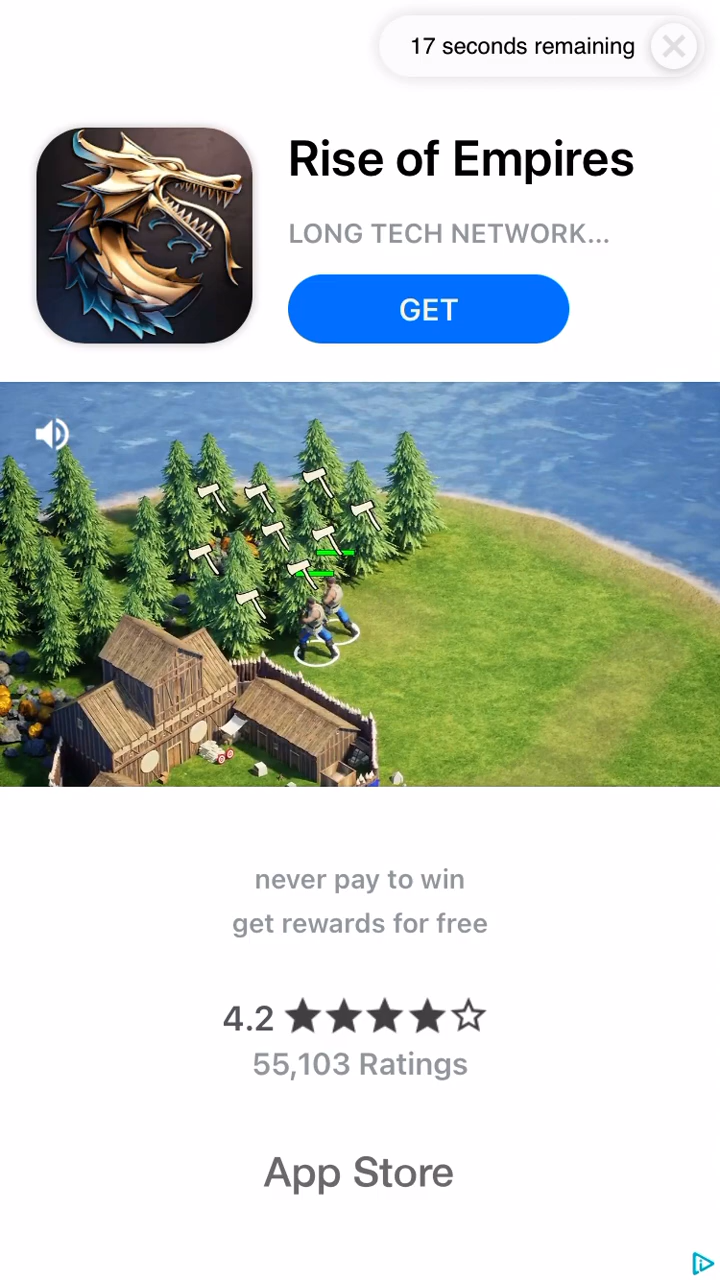 17 seconds remaining
Rise of Empires
LONG TECH NETWORK...
GET
never pay to win
get rewards for free
4.2
55,103 Ratings
App Store